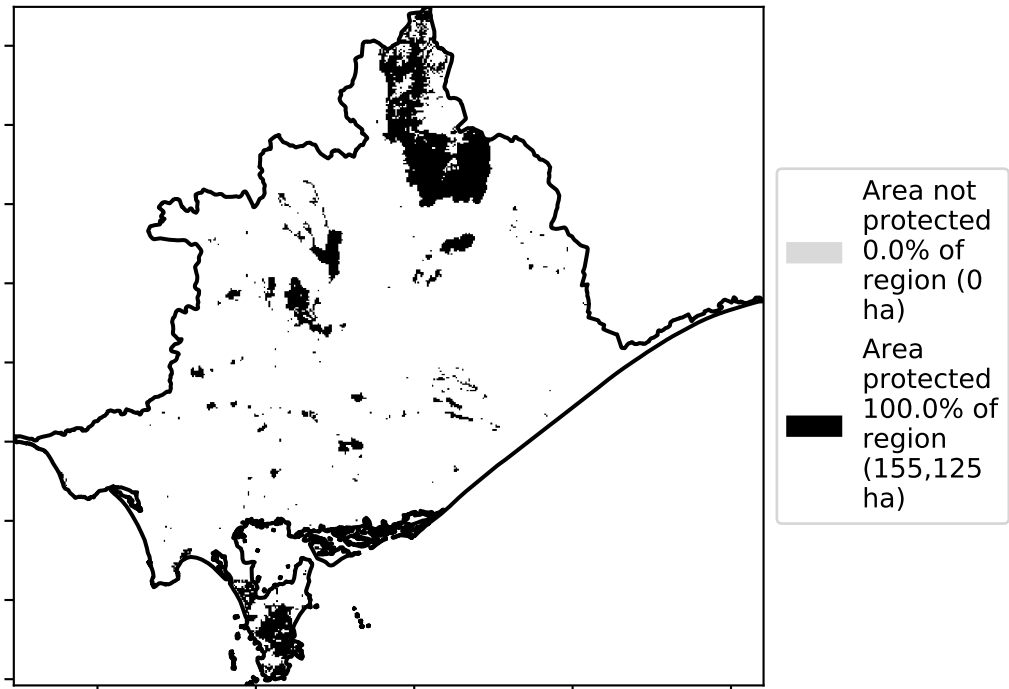 Area not
protected
0.0% of
region (0
ha)
Area
protected
100.0% of
region
(155,125
ha)